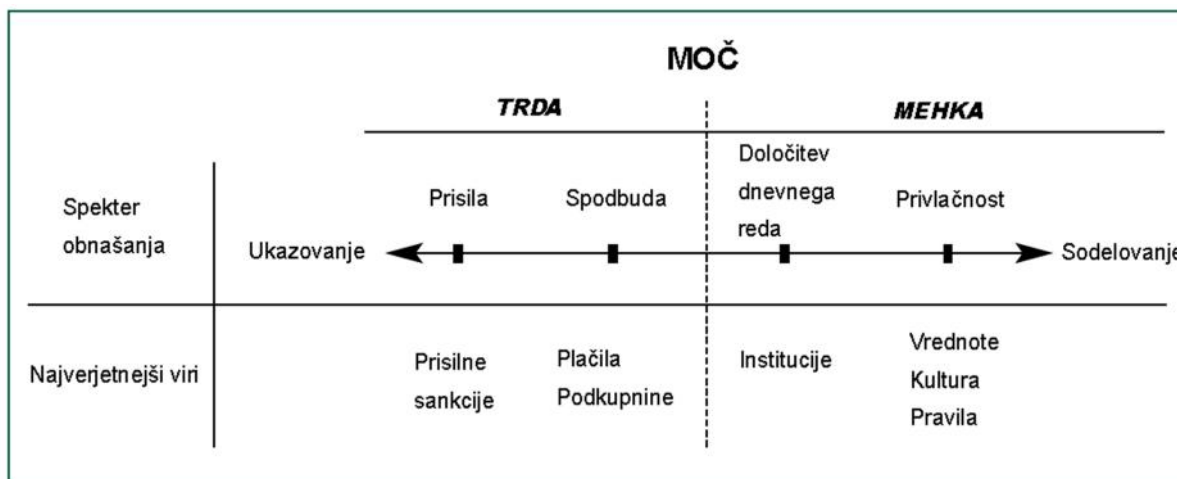 MOČ
TRDA
MEHKA
Spekter
obnašanja
Ukazovanje
Prisila
Spodbuda
Določitev
dnevnega
reda
Privlačnost
Sodelovanje
Najverjetnejši viri
Prisilne
sankcije
Plačila
Podkupnine
Institucije
Vrednote
Kultura
Pravila